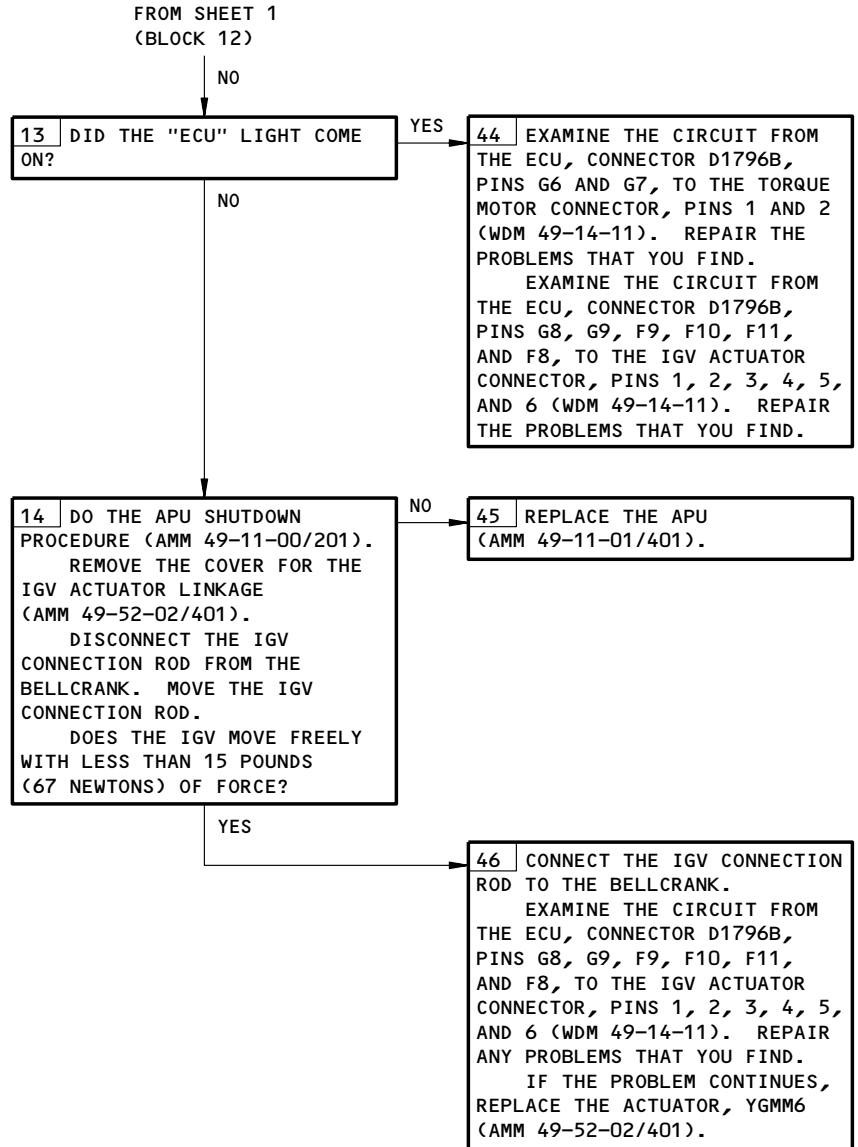 FROM SHEET 1
(BLOCK 12)
NO
13 DID THE "ECU" LIGHT COME
ON?
YES
44 EXAMINE THE CIRCUIT FROM
THE ECU, CONNECTOR D1796B,
PINS G6 AND G7, TO THE TORQUE
MOTOR CONNECTOR, PINS 1 AND 2
(WDM 49-14-11). REPAIR THE
PROBLEMS THAT YOU FIND.
EXAMINE THE CIRCUIT FROM
THE ECU, CONNECTOR D1796B,
PINS G8, G9, F9, F10, F11,
AND F8, TO THE IGV ACTUATOR
CONNECTOR, PINS 1, 2, 3, 4, 5,
AND 6 (WDM 49-14-11). REPAIR
THE PROBLEMS THAT YOU FIND.
NO
14 DO THE APU SHUTDOWN
PROCEDURE (AMM 49-11-00/201).
REMOVE THE COVER FOR THE
IGV ACTUATOR LINKAGE
(AMM 49-52-02/401).
DISCONNECT THE IGV
CONNECTION ROD FROM THE
BELLCRANK. MOVE THE IGV
CONNECTION ROD.
DOES THE IGV MOVE FREELY
WITH LESS THAN 15 POUNDS
(67 NEWTONS) OF FORCE?
NO
45 REPLACE THE APU
(AMM 49-11-01/401).
YES
46 CONNECT THE IGV CONNECTION
ROD TO THE BELLCRANK.
EXAMINE THE CIRCUIT FROM
THE ECU, CONNECTOR D1796B,
PINS G8, G9, F9, F10, F11,
AND F8, TO THE IGV ACTUATOR
CONNECTOR, PINS 1, 2, 3, 4, 5,
AND 6 (WDM 49-14-11). REPAIR
ANY PROBLEMS THAT YOU FIND.
IF THE PROBLEM CONTINUES,
REPLACE THE ACTUATOR, YGMM6
(AMM 49-52-02/401).